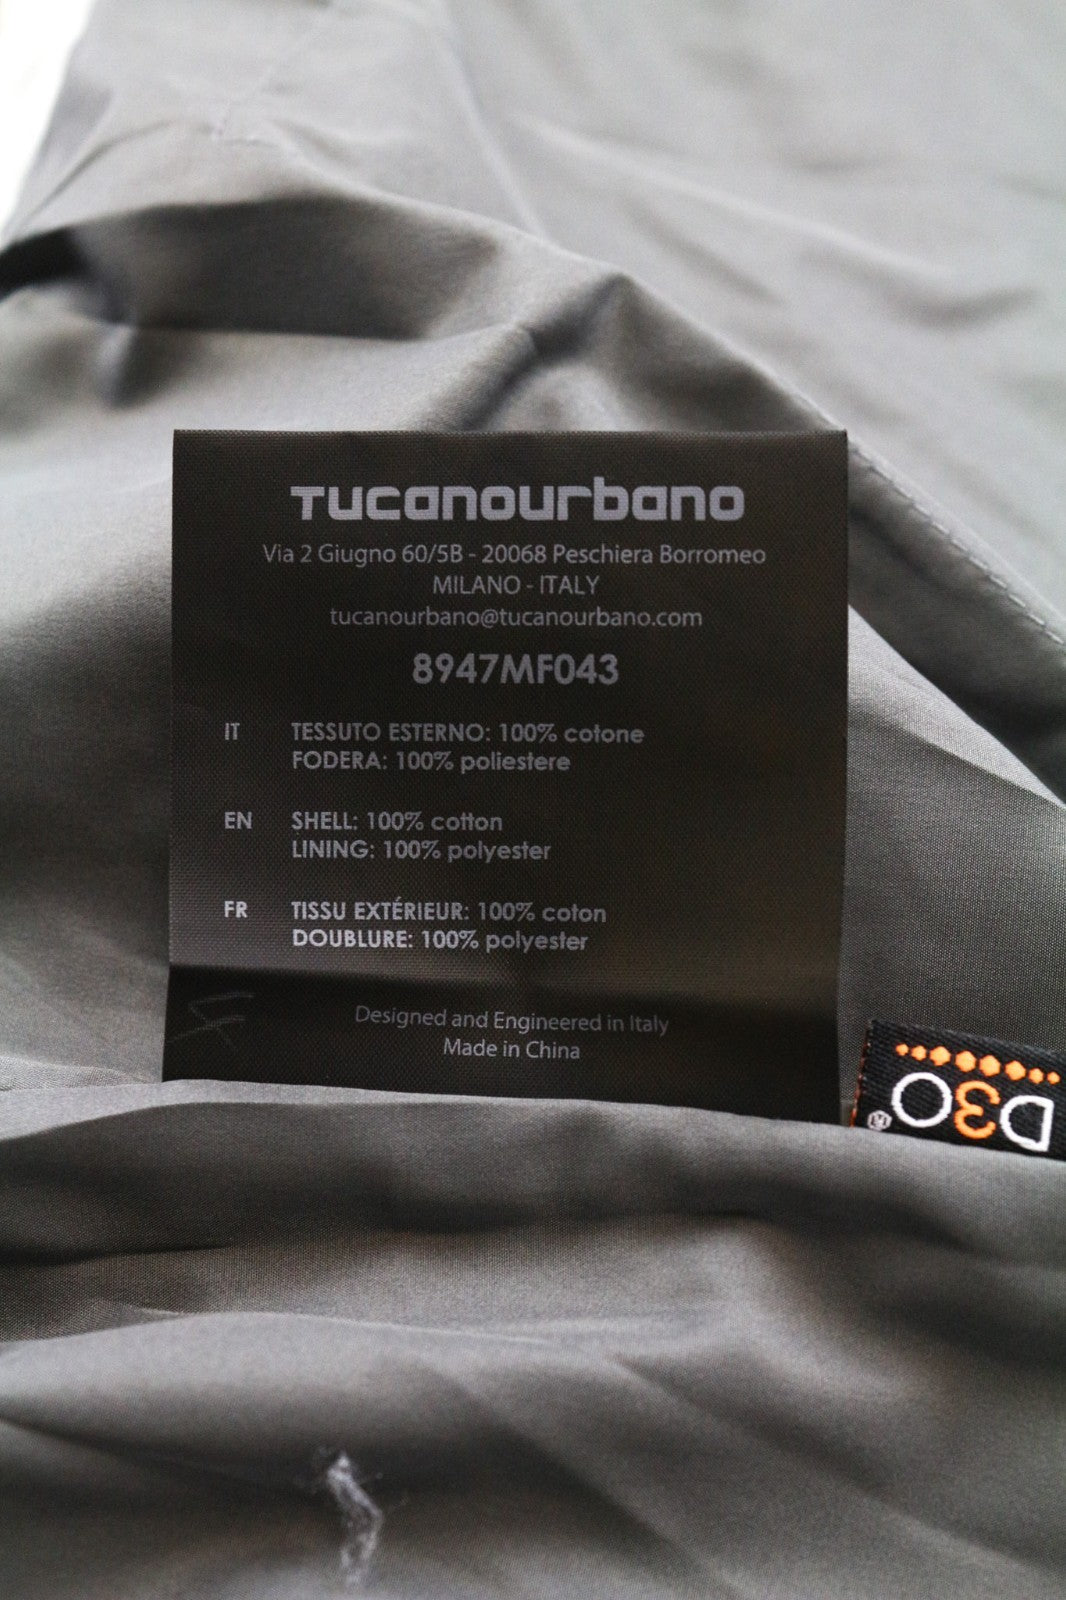 TUCANOURBANO
Via 2 Giugno 60/5B - 20068 Peschiera Borromeo
MILANO - ITALY
tucanourbano@tucanourbano.com
8947MF043
IT TESSUTO ESTERNO: 100% cotone
FODERA: 100% poliestere
EN SHELL: 100% cotton
LINING: 100% polyester
FR TISSU EXTÉRIEUR: 100% coton
DOUBLURE: 100% polyester
Designed and Engineered in Italy
Made in China
D3O®